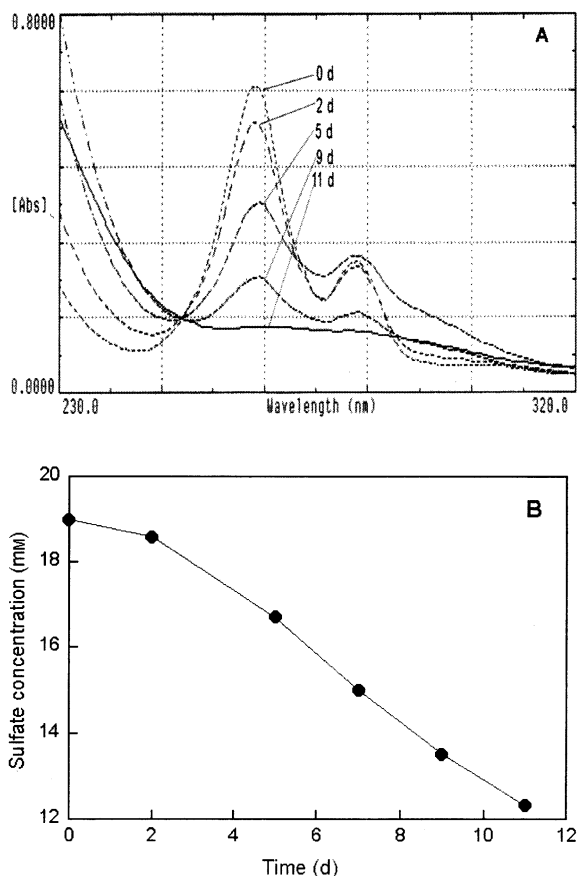 0.8000
A
0 d
2 d
5 d
9 d
11 d
[Abs]
0.0000
230.0
Wavelength (nm)
320.0
20
B
18
16
14
12
Sulfate concentration (mM)
0
2
4
6
8
10
12
Time (d)